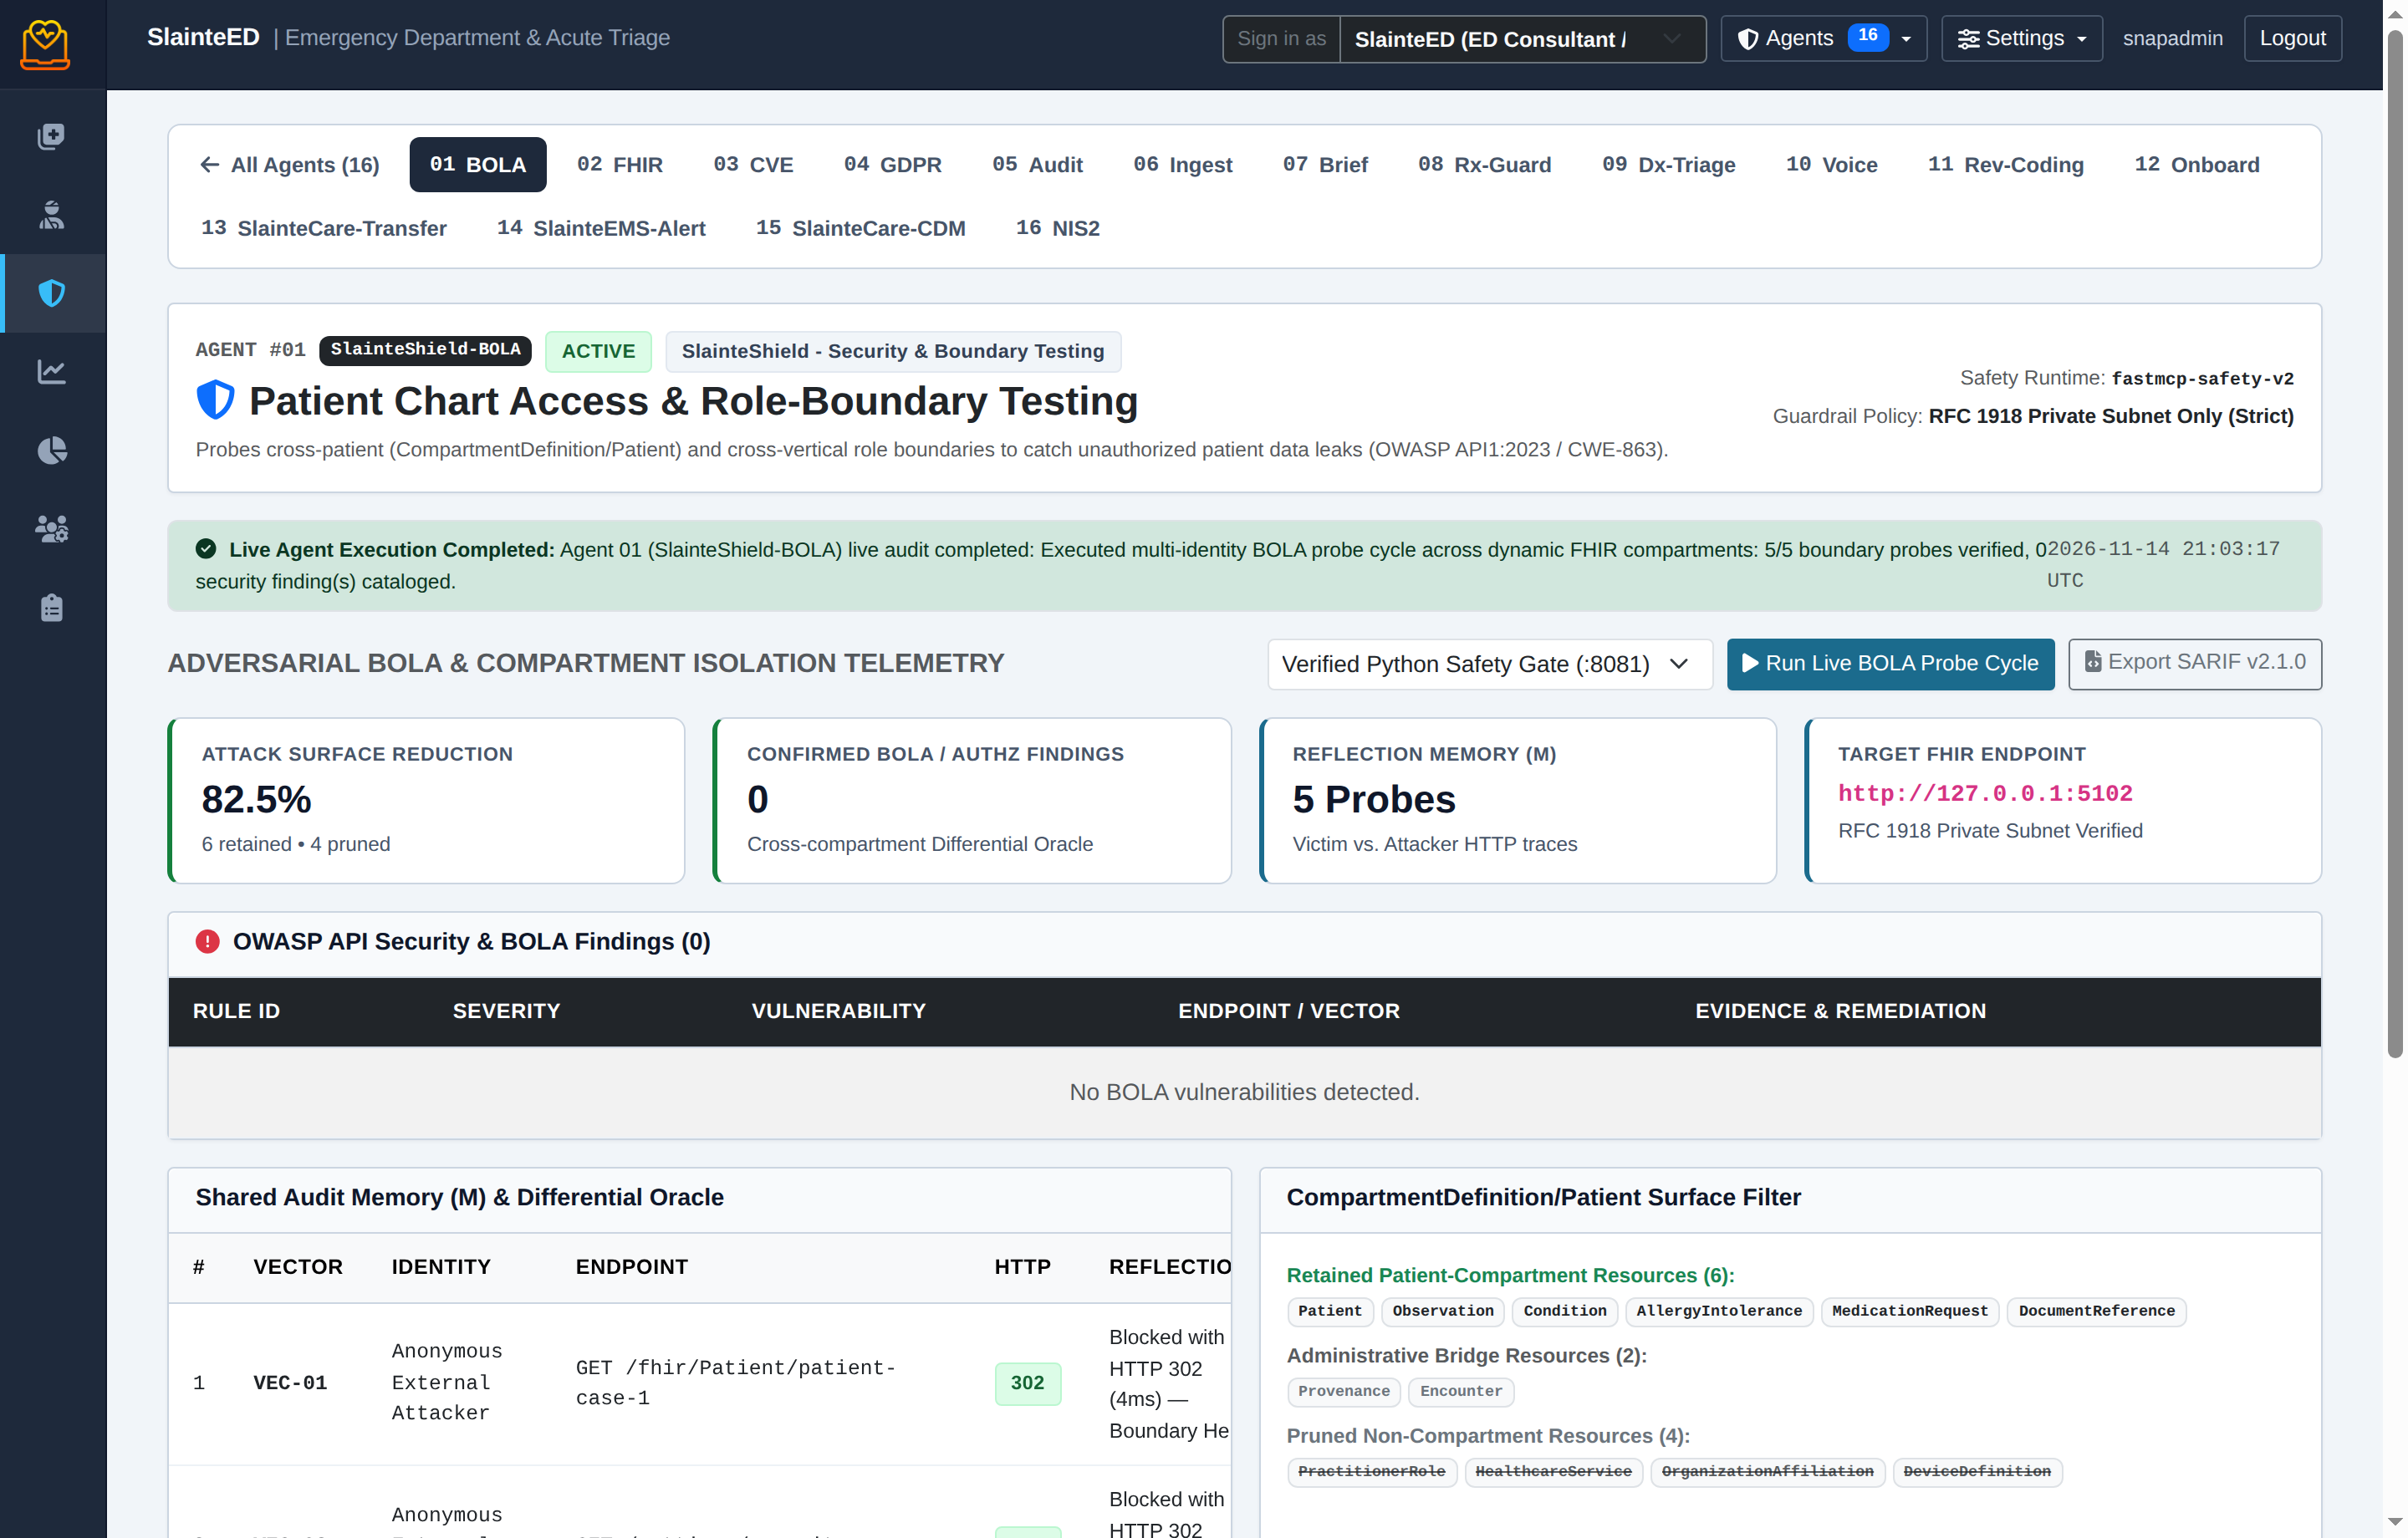 SlainteED | Emergency Department & Acute Triage
Sign in as SlainteED (ED Consultant / Agents 16 Settings snapadmin Logout
All Agents (16) 01 BOLA 02 FHIR 03 CVE 04 GDPR 05 Audit 06 Ingest 07 Brief 08 Rx-Guard 09 Dx-Triage 10 Voice 11 Rev-Coding 12 Onboard
13 SlainteCare-Transfer 14 SlainteEMS-Alert 15 SlainteCare-CDM 16 NIS2
AGENT #01 SlainteShield-BOLA ACTIVE SlainteShield - Security & Boundary Testing
Patient Chart Access & Role-Boundary Testing
Probes cross-patient (CompartmentDefinition/Patient) and cross-vertical role boundaries to catch unauthorized patient data leaks (OWASP API1:2023 / CWE-863).
Safety Runtime: fastmcp-safety-v2
Guardrail Policy: RFC 1918 Private Subnet Only (Strict)
Live Agent Execution Completed: Agent 01 (SlainteShield-BOLA) live audit completed: Executed multi-identity BOLA probe cycle across dynamic FHIR compartments: 5/5 boundary probes verified, 0
security finding(s) cataloged.
2026-11-14 21:03:17
UTC
ADVERSARIAL BOLA & COMPARTMENT ISOLATION TELEMETRY
Verified Python Safety Gate (:8081) Run Live BOLA Probe Cycle Export SARIF v2.1.0
ATTACK SURFACE REDUCTION
82.5%
6 retained • 4 pruned
CONFIRMED BOLA / AUTHZ FINDINGS
0
Cross-compartment Differential Oracle
REFLECTION MEMORY (M)
5 Probes
Victim vs. Attacker HTTP traces
TARGET FHIR ENDPOINT
http://127.0.0.1:5102
RFC 1918 Private Subnet Verified
OWASP API Security & BOLA Findings (0)
RULE ID SEVERITY VULNERABILITY ENDPOINT / VECTOR EVIDENCE & REMEDIATION
No BOLA vulnerabilities detected.
Shared Audit Memory (M) & Differential Oracle
# VECTOR IDENTITY ENDPOINT HTTP REFLECTIO
1 VEC-01
Anonymous
External
Attacker
GET /fhir/Patient/patient-
case-1
302
Blocked with
HTTP 302
(4ms) —
Boundary He
Anonymous
Blocked with
HTTP 302
CompartmentDefinition/Patient Surface Filter
Retained Patient-Compartment Resources (6):
Patient Observation Condition AllergyIntolerance MedicationRequest DocumentReference
Administrative Bridge Resources (2):
Provenance Encounter
Pruned Non-Compartment Resources (4):
PractitionerRole HealthcareService OrganizationAffiliation DeviceDefinition